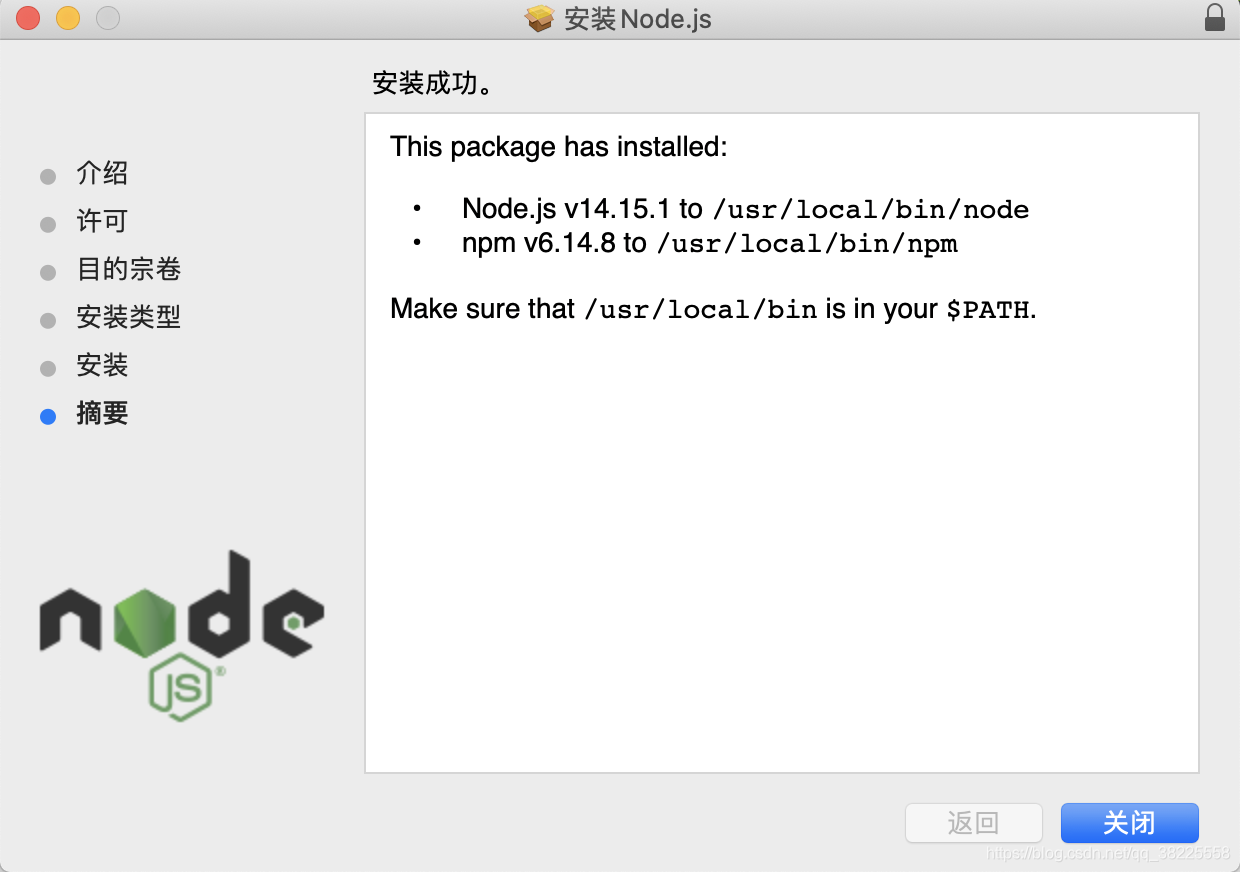 安装Node.js
安装成功。
介绍
许可
目的宗卷
安装类型
安装
摘要
This package has installed:
• Node.js v14.15.1 to /usr/local/bin/node
• npm v6.14.8 to /usr/local/bin/npm
Make sure that /usr/local/bin is in your $PATH.
node
JS®
返回
关闭
https://blog.csdn.net/qq_38225558